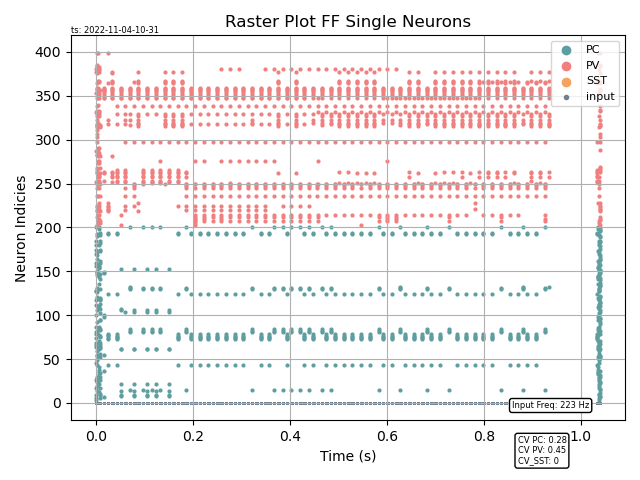 Raster Plot FF Single Neurons
ts: 2022-11-04-10-31
PC
PV
SST
input
400
350
300
250
200
150
100
50
0
Neuron Indicies
Input Freq: 223 Hz
0.0 0.2 0.4 0.6 0.8 1.0
Time (s)
CV PC: 0.28
CV PV: 0.45
CV_SST: 0